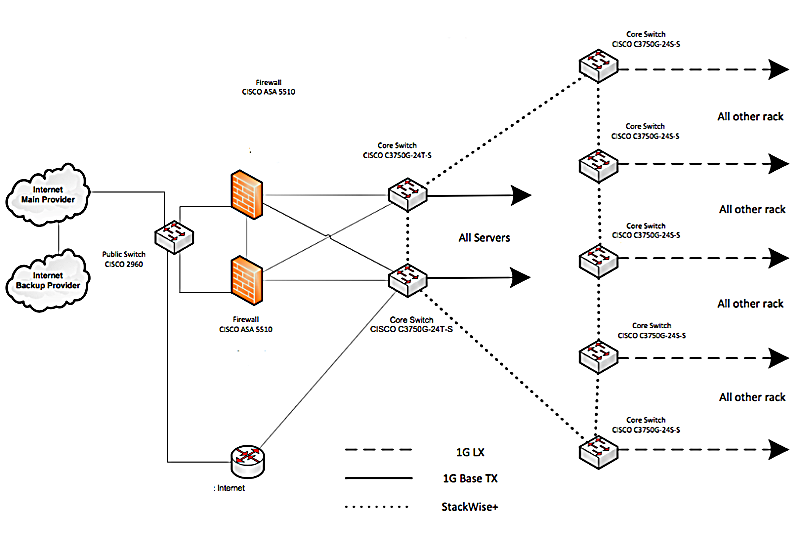 Core Switch
CISCO C3750G-24S-S
Firewall
CISCO ASA 5510
All other rack
Core Switch
CISCO C3750G-24S-S
Core Switch
CISCO C3750G-24T-S
Internet
Main Provider
All other rack
Core Switch
CISCO C3750G-24S-S
All Servers
Public Switch
CISCO 2960
Internet
Backup Provider
All other rack
Firewall
CISCO ASA 5510
Core Switch
CISCO C3750G-24T-S
Core Switch
CISCO C3750G-24S-S
All other rack
Core Switch
CISCO C3750G-24S-S
: Internet
1G LX
1G Base TX
StackWise+